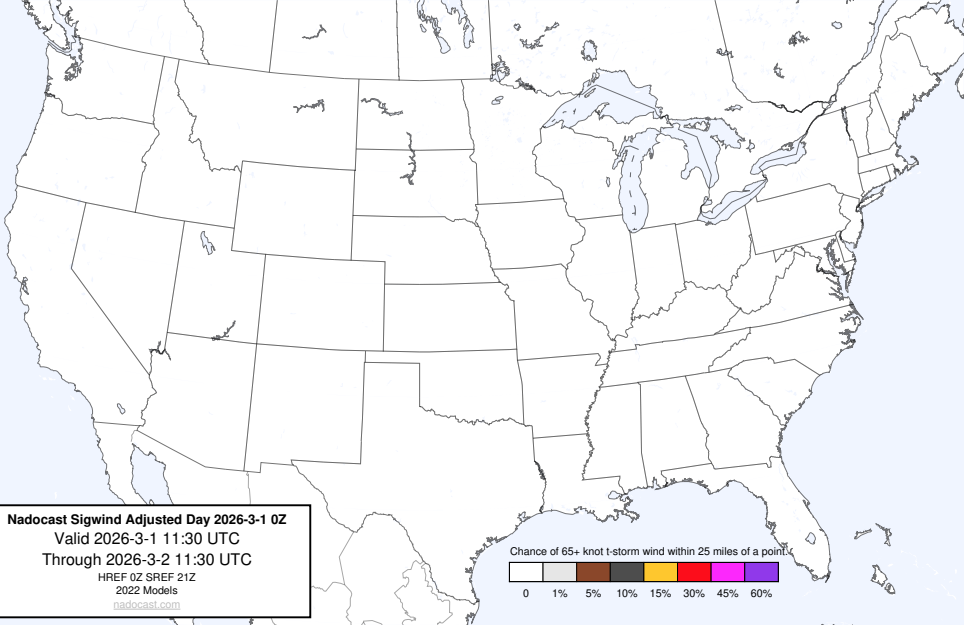 Nadocast Sigwind Adjusted Day 2026-3-1 0Z
Valid 2026-3-1 11:30 UTC
Through 2026-3-2 11:30 UTC
HREF 0Z SREF 21Z
2022 Models
nadocast.com
Chance of 65+ knot t-storm wind within 25 miles of a point.
0 1% 5% 10% 15% 30% 45% 60%